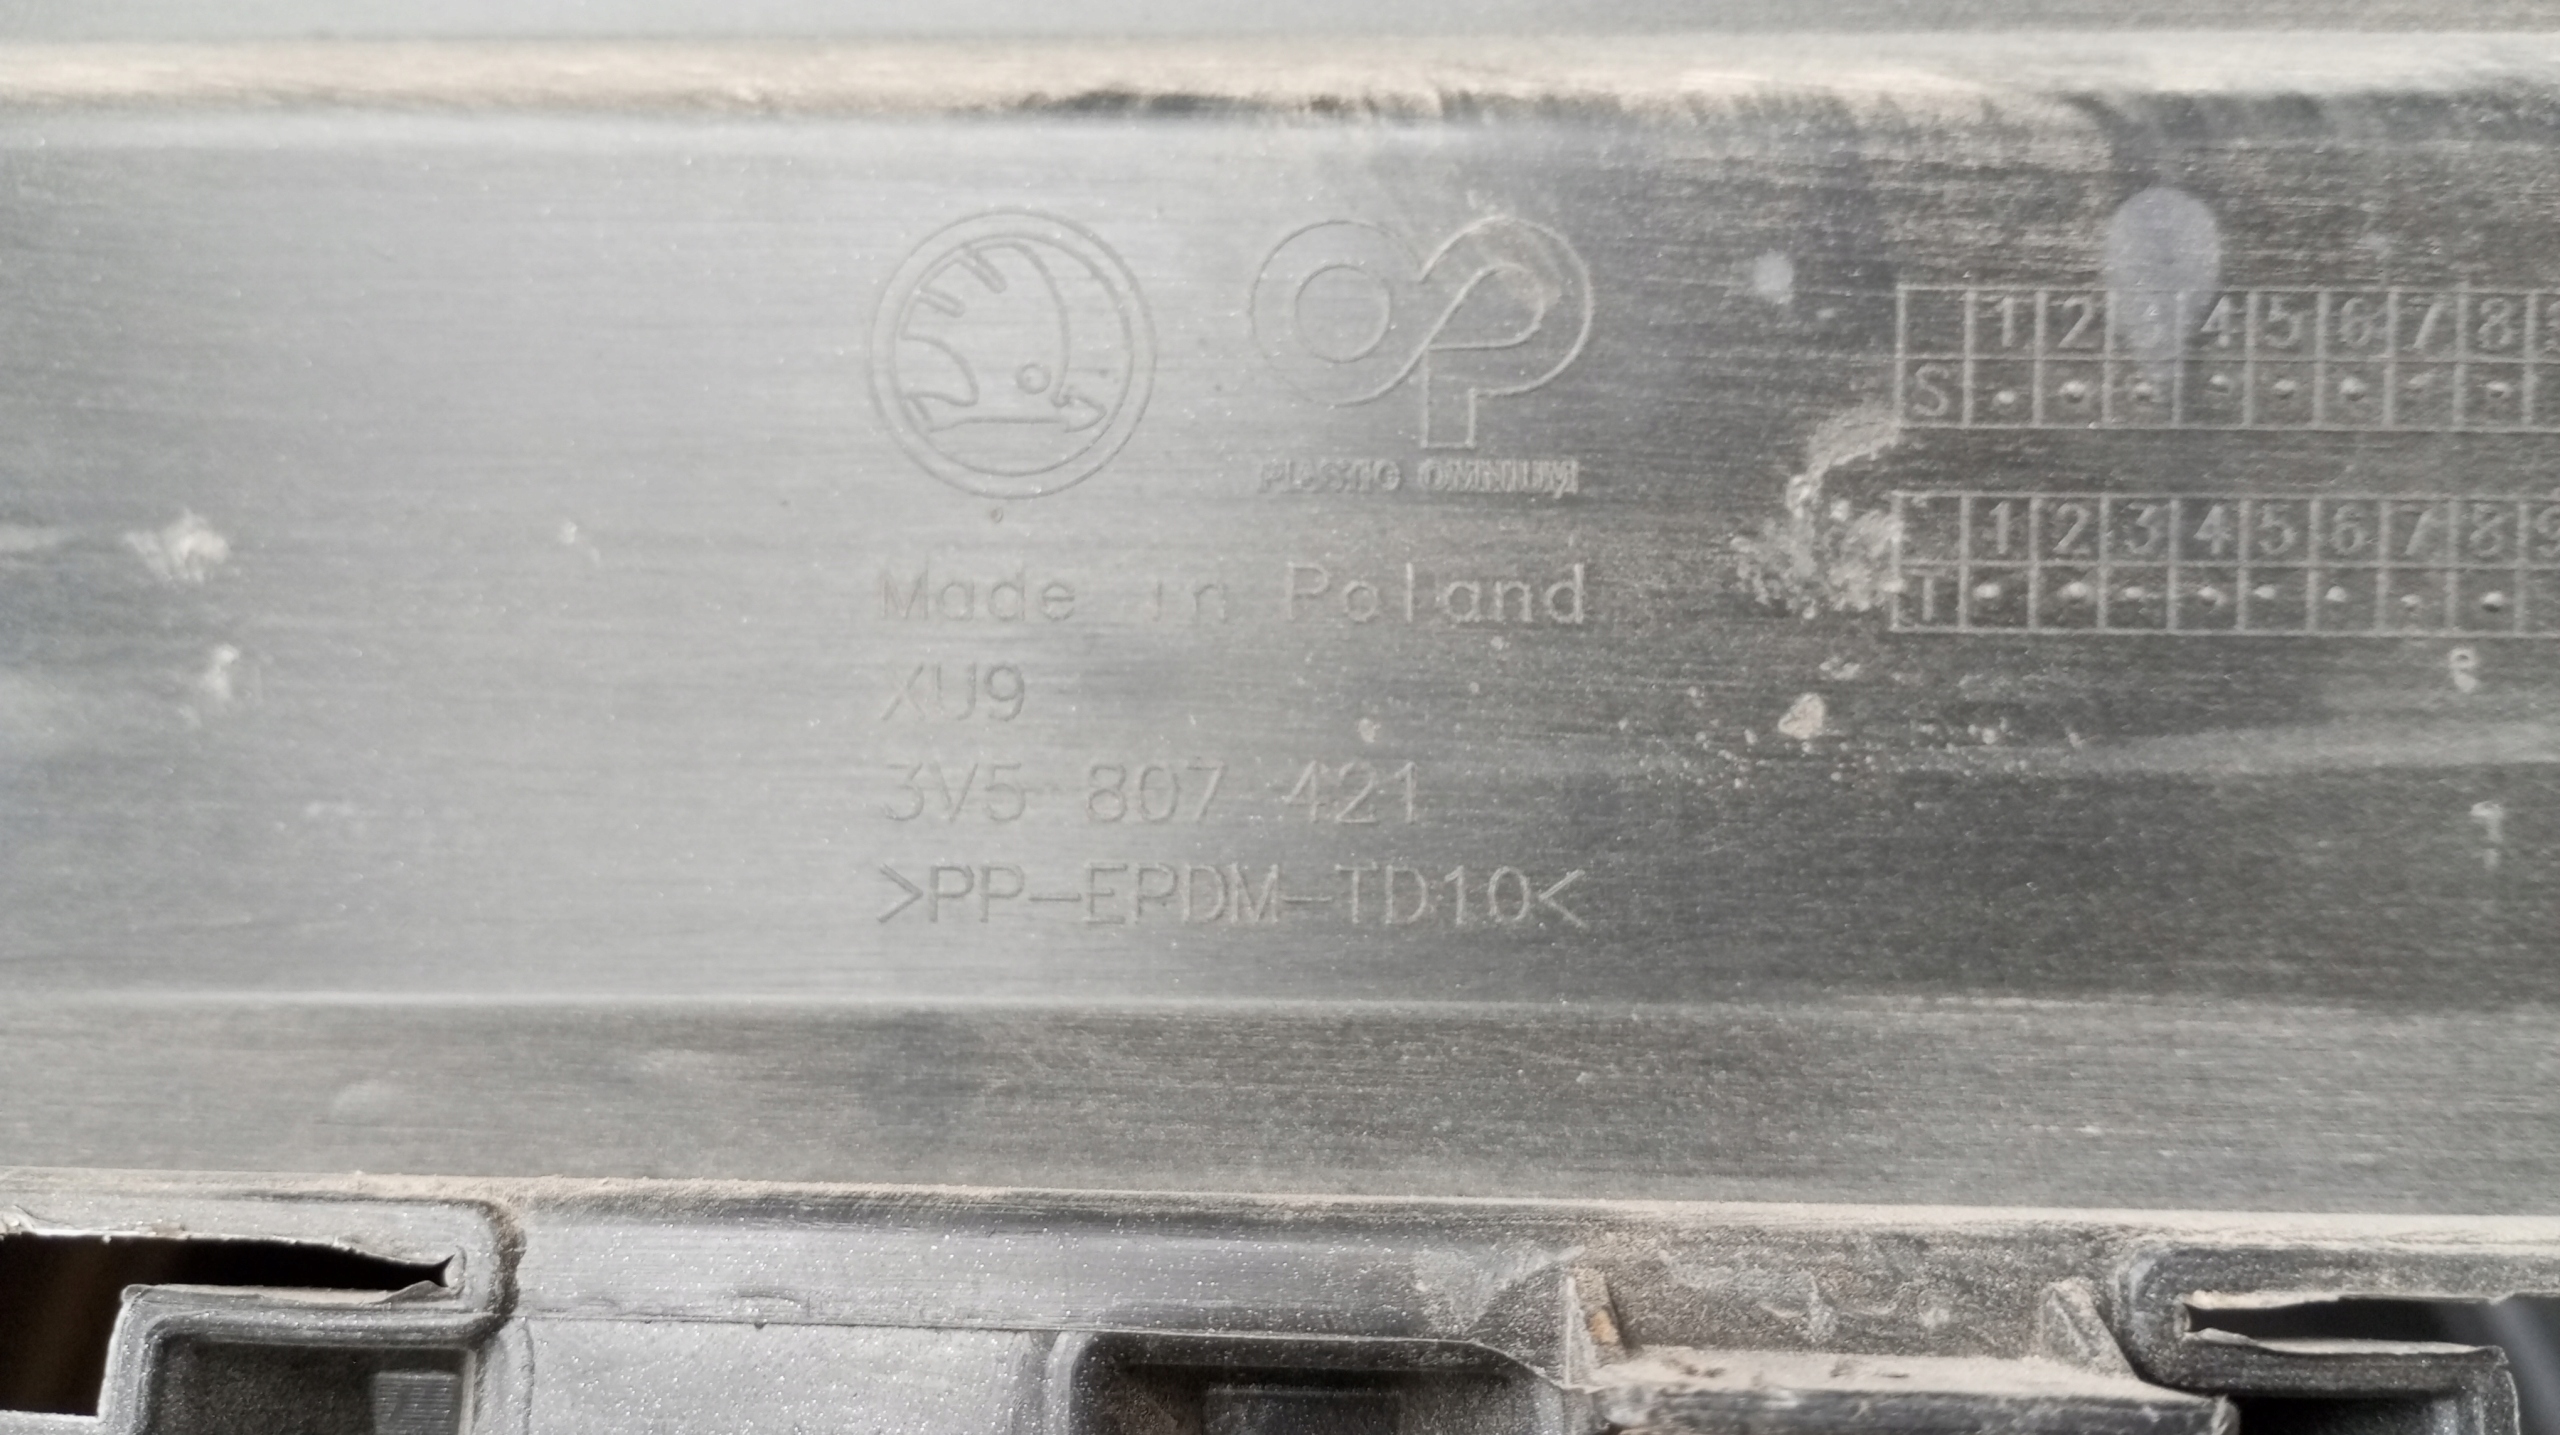 PLASTIC OMNIUM
Made in Poland
XU9
3V5 807 421
>PP-EPDM-TD10<
1 2 3 4 5 6 7 8
S
1 2 3 4 5 6 7 8 9
T